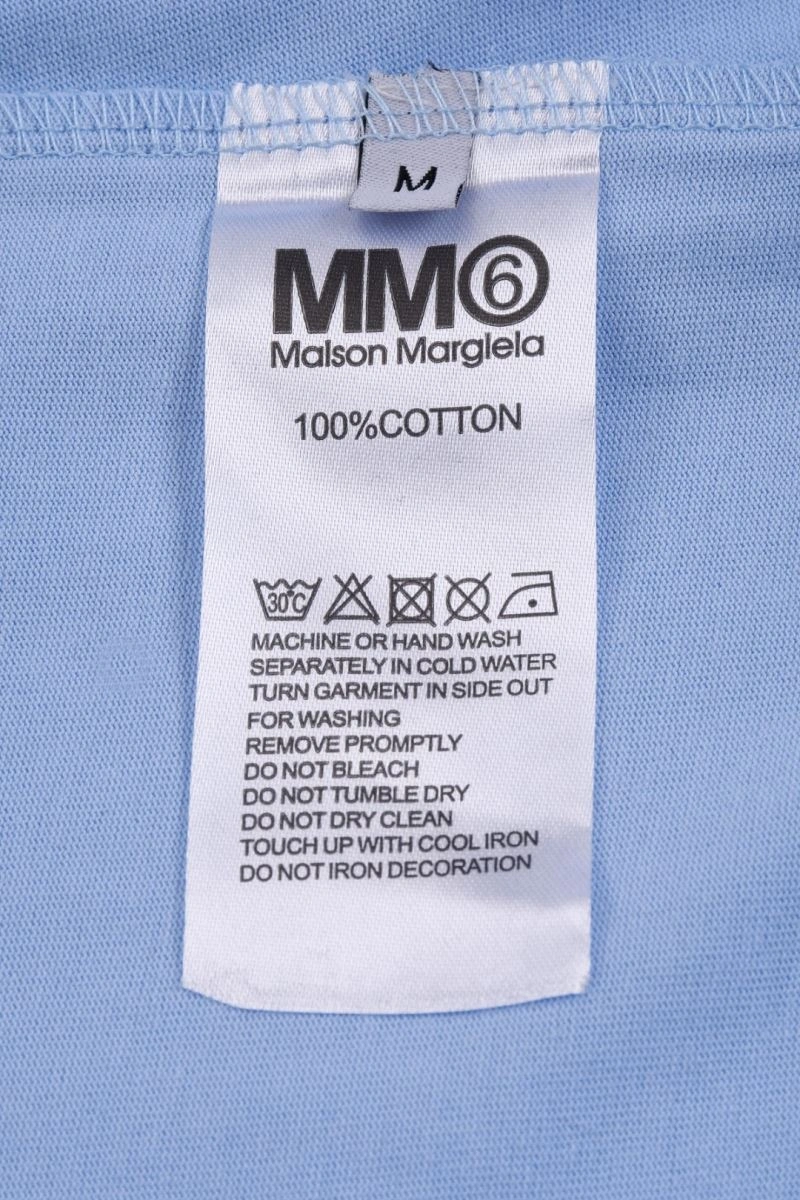 M
MM6
Maison Margiela
100%COTTON
30°C
MACHINE OR HAND WASH
SEPARATELY IN COLD WATER
TURN GARMENT IN SIDE OUT
FOR WASHING
REMOVE PROMPTLY
DO NOT BLEACH
DO NOT TUMBLE DRY
DO NOT DRY CLEAN
TOUCH UP WITH COOL IRON
DO NOT IRON DECORATION